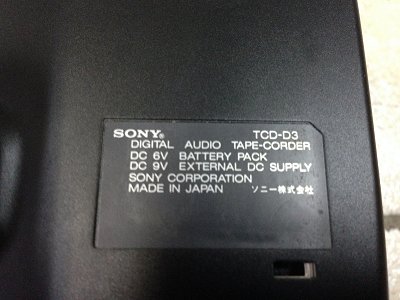 SONY® TCD-D3
DIGITAL AUDIO TAPE-CORDER
DC 6V BATTERY PACK
DC 9V EXTERNAL DC SUPPLY
SONY CORPORATION
MADE IN JAPAN ソニー株式会社